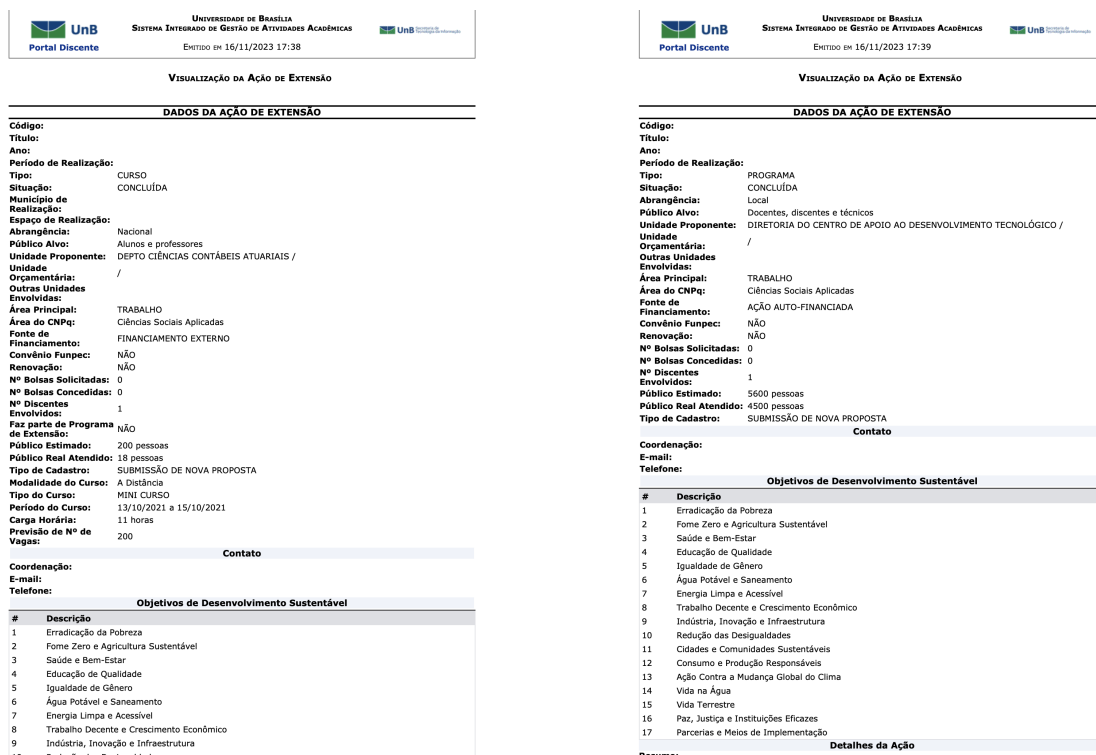 UnB
Portal Discente
UNIVERSIDADE DE BRASÍLIA
SISTEMA INTEGRADO DE GESTÃO DE ATIVIDADES ACADÊMICAS
EMITIDO EM 16/11/2023 17:38
UnB Secretaria de Tecnologia da Informação
VISUALIZAÇÃO DA AÇÃO DE EXTENSÃO
DADOS DA AÇÃO DE EXTENSÃO
Código:
Título:
Ano:
Período de Realização:
Tipo: CURSO
Situação: CONCLUÍDA
Município de
Realização:
Espaço de Realização:
Abrangência: Nacional
Público Alvo: Alunos e professores
Unidade Proponente: DEPTO CIÊNCIAS CONTÁBEIS ATUARIAIS /
Unidade
Orçamentária: /
Outras Unidades
Envolvidas:
Área Principal: TRABALHO
Área do CNPq: Ciências Sociais Aplicadas
Fonte de
Financiamento: FINANCIAMENTO EXTERNO
Convênio Funpec: NÃO
Renovação: NÃO
Nº Bolsas Solicitadas: 0
Nº Bolsas Concedidas: 0
Nº Discentes
Envolvidos: 1
Faz parte de Programa
de Extensão: NÃO
Público Estimado: 200 pessoas
Público Real Atendido: 18 pessoas
Tipo de Cadastro: SUBMISSÃO DE NOVA PROPOSTA
Modalidade do Curso: A Distância
Tipo do Curso: MINI CURSO
Período do Curso: 13/10/2021 a 15/10/2021
Carga Horária: 11 horas
Previsão de Nº de
Vagas: 200
Contato
Coordenação:
E-mail:
Telefone:
Objetivos de Desenvolvimento Sustentável
# Descrição
1 Erradicação da Pobreza
2 Fome Zero e Agricultura Sustentável
3 Saúde e Bem-Estar
4 Educação de Qualidade
5 Igualdade de Gênero
6 Água Potável e Saneamento
7 Energia Limpa e Acessível
8 Trabalho Decente e Crescimento Econômico
9 Indústria, Inovação e Infraestrutura
UnB
Portal Discente
UNIVERSIDADE DE BRASÍLIA
SISTEMA INTEGRADO DE GESTÃO DE ATIVIDADES ACADÊMICAS
EMITIDO EM 16/11/2023 17:39
UnB Secretaria de Tecnologia da Informação
VISUALIZAÇÃO DA AÇÃO DE EXTENSÃO
DADOS DA AÇÃO DE EXTENSÃO
Código:
Título:
Ano:
Período de Realização:
Tipo: PROGRAMA
Situação: CONCLUÍDA
Abrangência: Local
Público Alvo: Docentes, discentes e técnicos
Unidade Proponente: DIRETORIA DO CENTRO DE APOIO AO DESENVOLVIMENTO TECNOLÓGICO /
Unidade
Orçamentária: /
Outras Unidades
Envolvidas:
Área Principal: TRABALHO
Área do CNPq: Ciências Sociais Aplicadas
Fonte de
Financiamento: AÇÃO AUTO-FINANCIADA
Convênio Funpec: NÃO
Renovação: NÃO
Nº Bolsas Solicitadas: 0
Nº Bolsas Concedidas: 0
Nº Discentes
Envolvidos: 1
Público Estimado: 5600 pessoas
Público Real Atendido: 4500 pessoas
Tipo de Cadastro: SUBMISSÃO DE NOVA PROPOSTA
Contato
Coordenação:
E-mail:
Telefone:
Objetivos de Desenvolvimento Sustentável
# Descrição
1 Erradicação da Pobreza
2 Fome Zero e Agricultura Sustentável
3 Saúde e Bem-Estar
4 Educação de Qualidade
5 Igualdade de Gênero
6 Água Potável e Saneamento
7 Energia Limpa e Acessível
8 Trabalho Decente e Crescimento Econômico
9 Indústria, Inovação e Infraestrutura
10 Redução das Desigualdades
11 Cidades e Comunidades Sustentáveis
12 Consumo e Produção Responsáveis
13 Ação Contra a Mudança Global do Clima
14 Vida na Água
15 Vida Terrestre
16 Paz, Justiça e Instituições Eficazes
17 Parcerias e Meios de Implementação
Detalhes da Ação